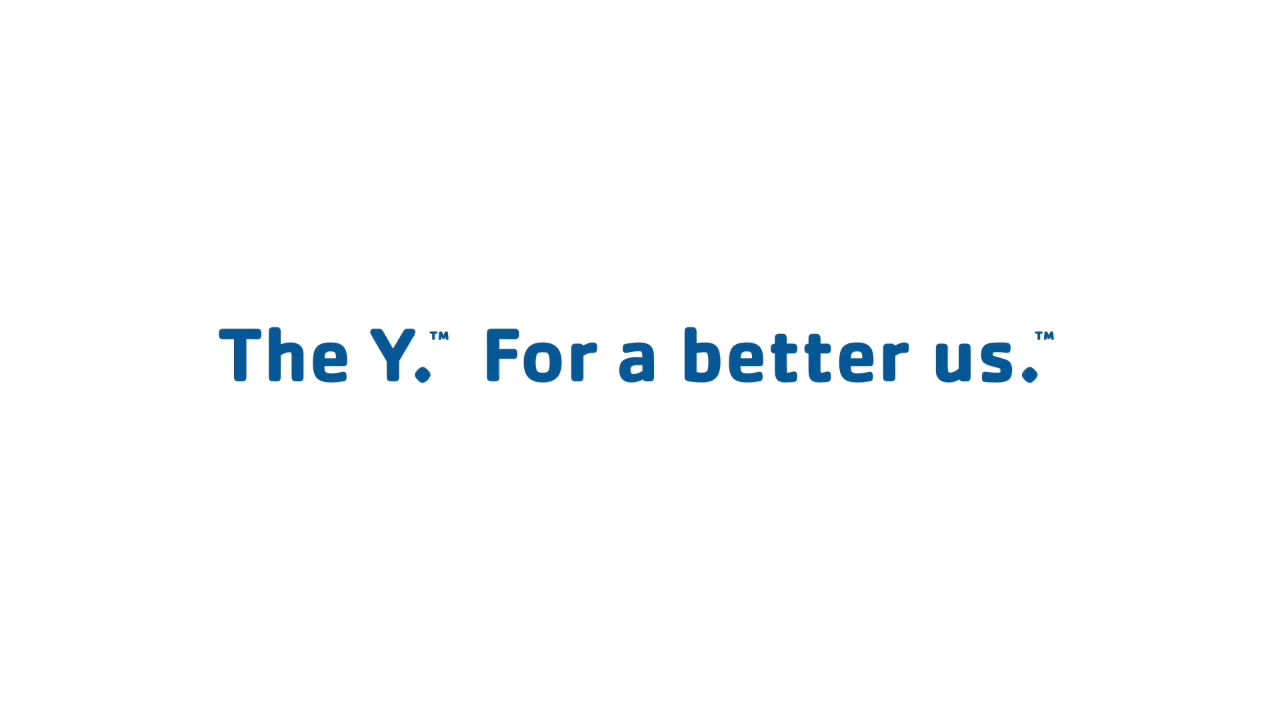 The Y.™ For a better us.™